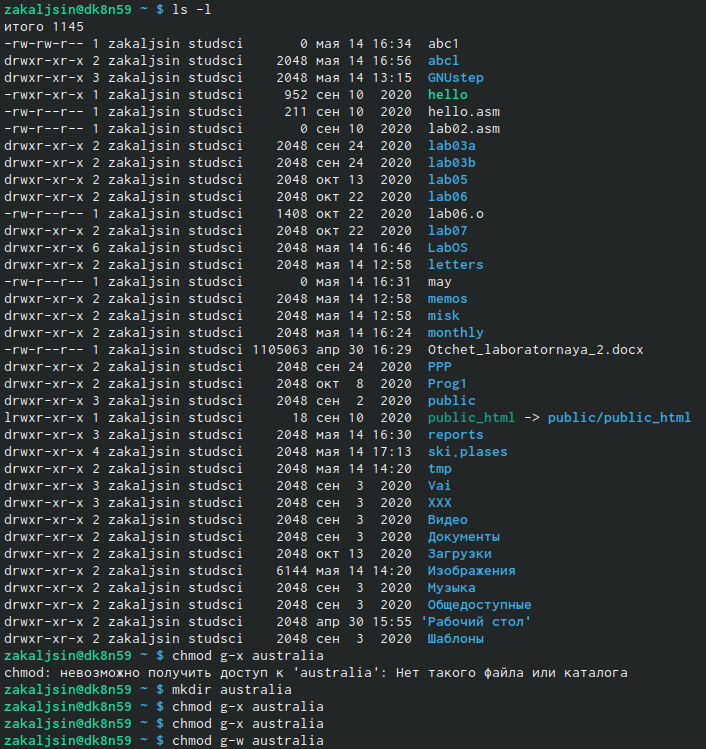 zakaljsin@dk8n59 ~ $ ls -l
итого 1145
-rw-rw-r-- 1 zakaljsin studsci       0 мая 14 16:34  abc1
drwxr-xr-x 2 zakaljsin studsci    2048 мая 14 16:56  abcl
drwxr-xr-x 3 zakaljsin studsci    2048 мая 14 13:15  GNUstep
-rwxr-xr-x 1 zakaljsin studsci     952 сен 10  2020  hello
-rw-r--r-- 1 zakaljsin studsci     211 сен 10  2020  hello.asm
-rw-r--r-- 1 zakaljsin studsci       0 сен 10  2020  lab02.asm
drwxr-xr-x 2 zakaljsin studsci    2048 сен 24  2020  lab03a
drwxr-xr-x 2 zakaljsin studsci    2048 сен 24  2020  lab03b
drwxr-xr-x 2 zakaljsin studsci    2048 окт 13  2020  lab05
drwxr-xr-x 2 zakaljsin studsci    2048 окт 22  2020  lab06
-rw-r--r-- 1 zakaljsin studsci    1408 окт 22  2020  lab06.o
drwxr-xr-x 2 zakaljsin studsci    2048 окт 22  2020  lab07
drwxr-xr-x 6 zakaljsin studsci    2048 мая 14 16:46  LabOS
drwxr-xr-x 2 zakaljsin studsci    2048 мая 14 12:58  letters
-rw-r--r-- 1 zakaljsin studsci       0 мая 14 16:31  may
drwxr-xr-x 2 zakaljsin studsci    2048 мая 14 12:58  memos
drwxr-xr-x 2 zakaljsin studsci    2048 мая 14 12:58  misk
drwxr-xr-x 2 zakaljsin studsci    2048 мая 14 16:24  monthly
-rw-r--r-- 1 zakaljsin studsci 1105063 апр 30 16:29  Otchet_laboratornaya_2.docx
drwxr-xr-x 2 zakaljsin studsci    2048 сен 24  2020  PPP
drwxr-xr-x 2 zakaljsin studsci    2048 окт  8  2020  Prog1
drwxr-xr-x 3 zakaljsin studsci    2048 сен  2  2020  public
lrwxr-xr-x 1 zakaljsin studsci      18 сен 10  2020  public_html -> public/public_html
drwxr-xr-x 3 zakaljsin studsci    2048 мая 14 16:30  reports
drwxr-xr-x 4 zakaljsin studsci    2048 мая 14 17:13  ski.plases
drwxr-xr-x 2 zakaljsin studsci    2048 мая 14 14:20  tmp
drwxr-xr-x 3 zakaljsin studsci    2048 сен  3  2020  Vai
drwxr-xr-x 3 zakaljsin studsci    2048 сен  3  2020  XXX
drwxr-xr-x 2 zakaljsin studsci    2048 сен  3  2020  Видео
drwxr-xr-x 2 zakaljsin studsci    2048 сен  3  2020  Документы
drwxr-xr-x 2 zakaljsin studsci    2048 окт 13  2020  Загрузки
drwxr-xr-x 2 zakaljsin studsci    6144 мая 14 14:20  Изображения
drwxr-xr-x 2 zakaljsin studsci    2048 сен  3  2020  Музыка
drwxr-xr-x 2 zakaljsin studsci    2048 сен  3  2020  Общедоступные
drwxr-xr-x 2 zakaljsin studsci    2048 апр 30 15:55 'Рабочий стол'
drwxr-xr-x 2 zakaljsin studsci    2048 сен  3  2020  Шаблоны
zakaljsin@dk8n59 ~ $ chmod g-x australia
chmod: невозможно получить доступ к 'australia': Нет такого файла или каталога
zakaljsin@dk8n59 ~ $ mkdir australia
zakaljsin@dk8n59 ~ $ chmod g-x australia
zakaljsin@dk8n59 ~ $ chmod g-x australia
zakaljsin@dk8n59 ~ $ chmod g-w australia